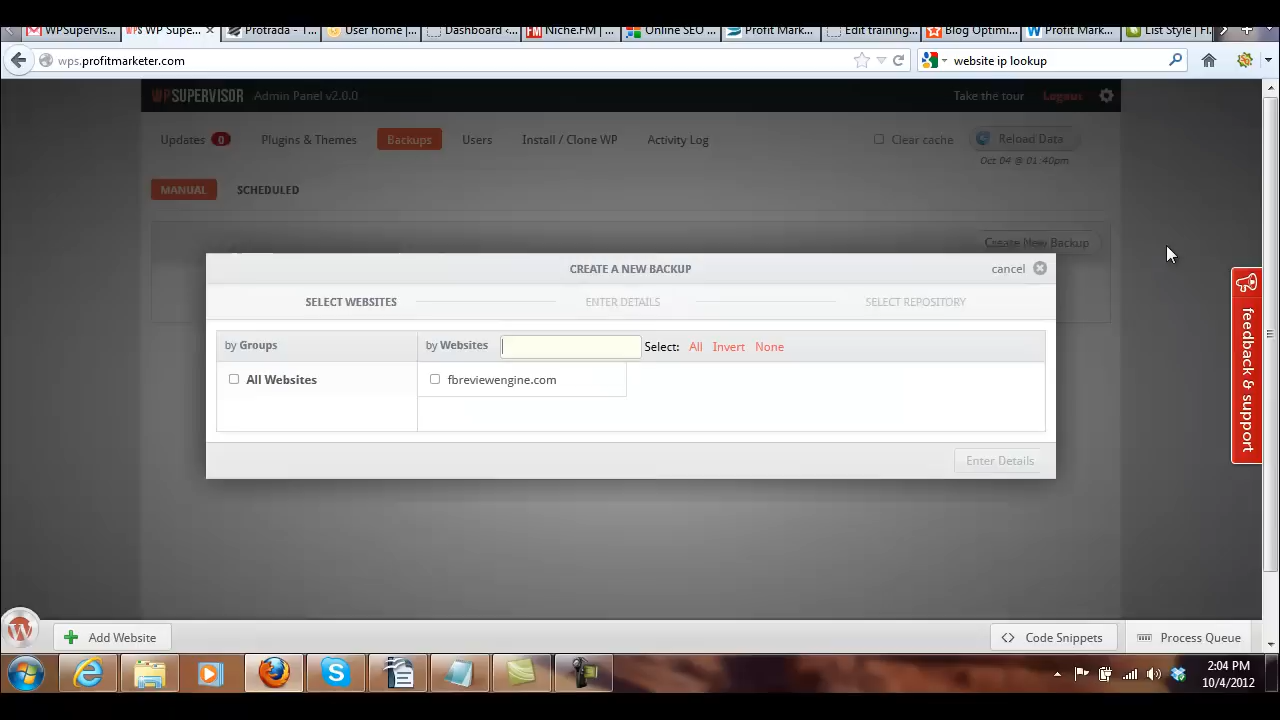 WPSupervis... WPS WP Supe... × Protrada - T... User home |... Dashboard ‹... Niche.FM | ... Online SEO ... Profit Mark... Edit training... Blog Optimi... Profit Mark... List Style | Fl...
wps.profitmarketer.com website ip lookup
WPSUPERVISOR Admin Panel v2.0.0 Take the tour Logout
Updates 0 Plugins & Themes Backups Users Install / Clone WP Activity Log Clear cache Reload Data
Oct 04 @ 01:40pm
MANUAL SCHEDULED
Create New Backup
CREATE A NEW BACKUP cancel
SELECT WEBSITES ENTER DETAILS SELECT REPOSITORY
by Groups by Websites Select: All Invert None
All Websites fbreviewengine.com
Enter Details
feedback & support
Add Website Code Snippets Process Queue
2:04 PM
10/4/2012